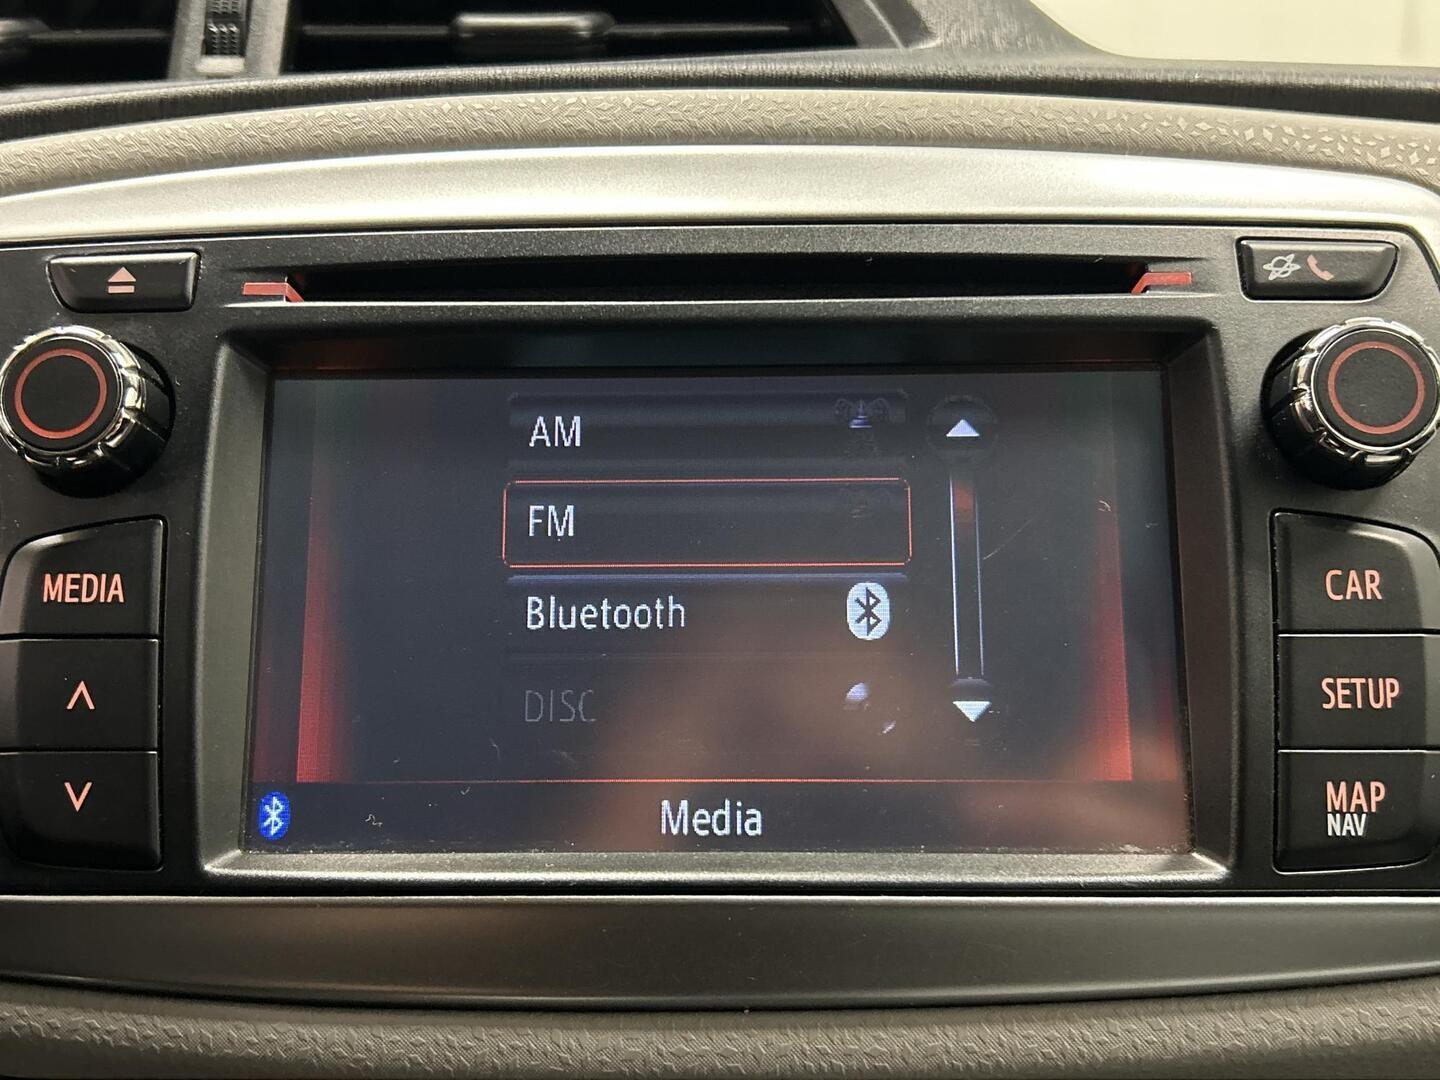 AM
FM
Bluetooth
DISC
Media
MEDIA
CAR
SETUP
MAP
NAV